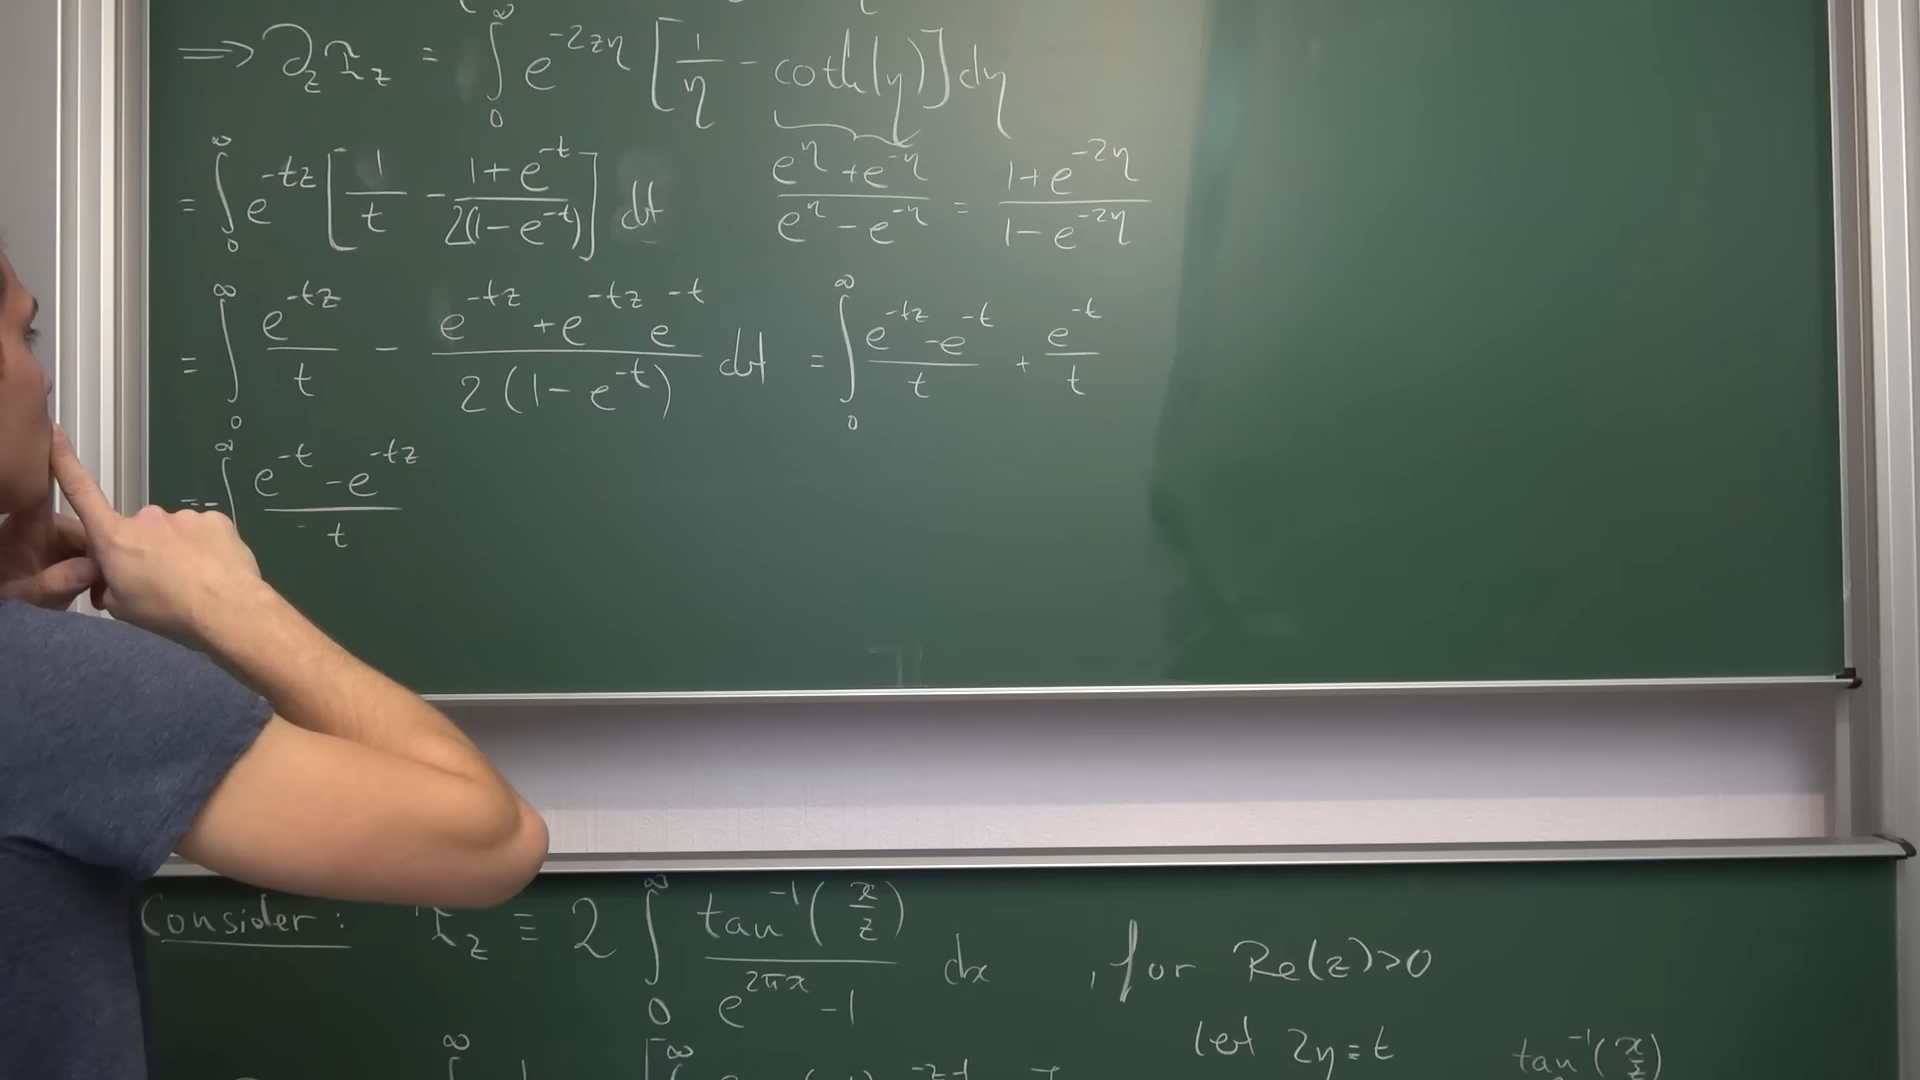 ⟹ ∂_z I_z = ∫_0^∞ e^{-2zη} [ 1/η - coth(η) ] dη
= ∫_0^∞ e^{-tz} [ 1/t - (1+e^{-t})/(2(1-e^{-t})) ] dt (e^η + e^{-η})/(e^η - e^{-η}) = (1+e^{-2η})/(1-e^{-2η})
= ∫_0^∞ e^{-tz}/t - (e^{-tz} + e^{-tz} e^{-t})/(2(1-e^{-t})) dt = ∫_0^∞ (e^{-tz} - e^{-t})/t + e^{-t}/t
= -∫^∞ (e^{-t} - e^{-tz})/t
Consider: I_z ≡ 2 ∫_0^∞ tan^{-1}(x/z)/(e^{2πx} - 1) dx , for Re(z)>0
let 2η=t tan^{-1}(x/z)